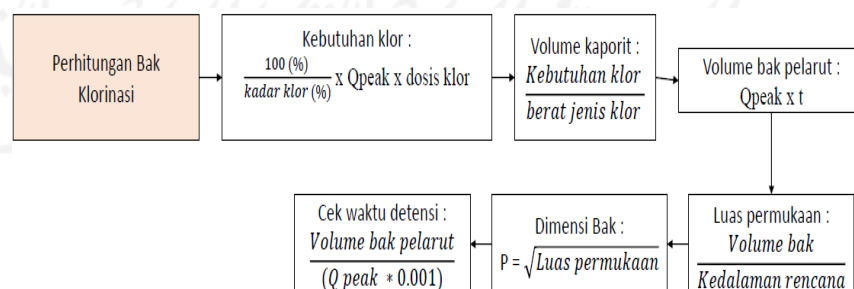 Perhitungan Bak
Klorinasi
Kebutuhan klor :
100 (%)
kadar klor (%)
x Qpeak x dosis klor
Volume kaporit :
Kebutuhan klor
berat jenis klor
Volume bak pelarut :
Qpeak x t
Luas permukaan :
Volume bak
Kedalaman rencana
Dimensi Bak :
P = √Luas permukaan
Cek waktu detensi :
Volume bak pelarut
(Q peak * 0.001)